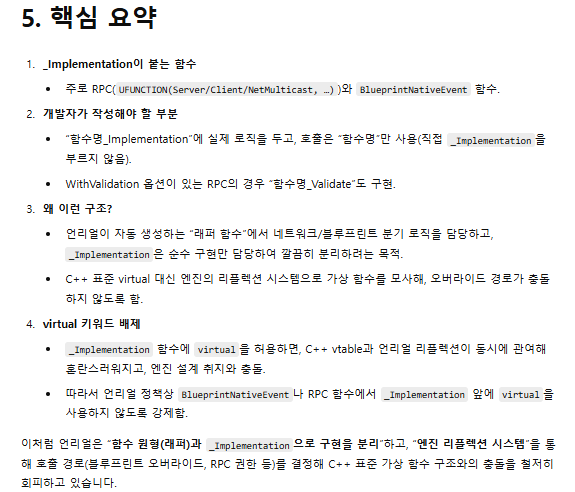 5. 핵심 요약
1. _Implementation이 붙는 함수
• 주로 RPC( UFUNCTION(Server/Client/NetMulticast, …) )와 BlueprintNativeEvent 함수.
2. 개발자가 작성해야 할 부분
• “함수명_Implementation”에 실제 로직을 두고, 호출은 “함수명”만 사용(직접 _Implementation 을
부르지 않음).
• WithValidation 옵션이 있는 RPC의 경우 “함수명_Validate”도 구현.
3. 왜 이런 구조?
• 언리얼이 자동 생성하는 “래퍼 함수”에서 네트워크/블루프린트 분기 로직을 담당하고,
_Implementation 은 순수 구현만 담당하여 깔끔히 분리하려는 목적.
• C++ 표준 virtual 대신 엔진의 리플렉션 시스템으로 가상 함수를 모사해, 오버라이드 경로가 충돌
하지 않도록 함.
4. virtual 키워드 배제
• _Implementation 함수에 virtual 을 허용하면, C++ vtable과 언리얼 리플렉션이 동시에 관여해
혼란스러워지고, 엔진 설계 취지와 충돌.
• 따라서 언리얼 정책상 BlueprintNativeEvent 나 RPC 함수에서 _Implementation 앞에 virtual 을
사용하지 않도록 강제함.
이처럼 언리얼은 “함수 원형(래퍼)과 _Implementation 으로 구현을 분리”하고, “엔진 리플렉션 시스템”을 통
해 호출 경로(블루프린트 오버라이드, RPC 권한 등)를 결정해 C++ 표준 가상 함수 구조와의 충돌을 철저히
회피하고 있습니다.